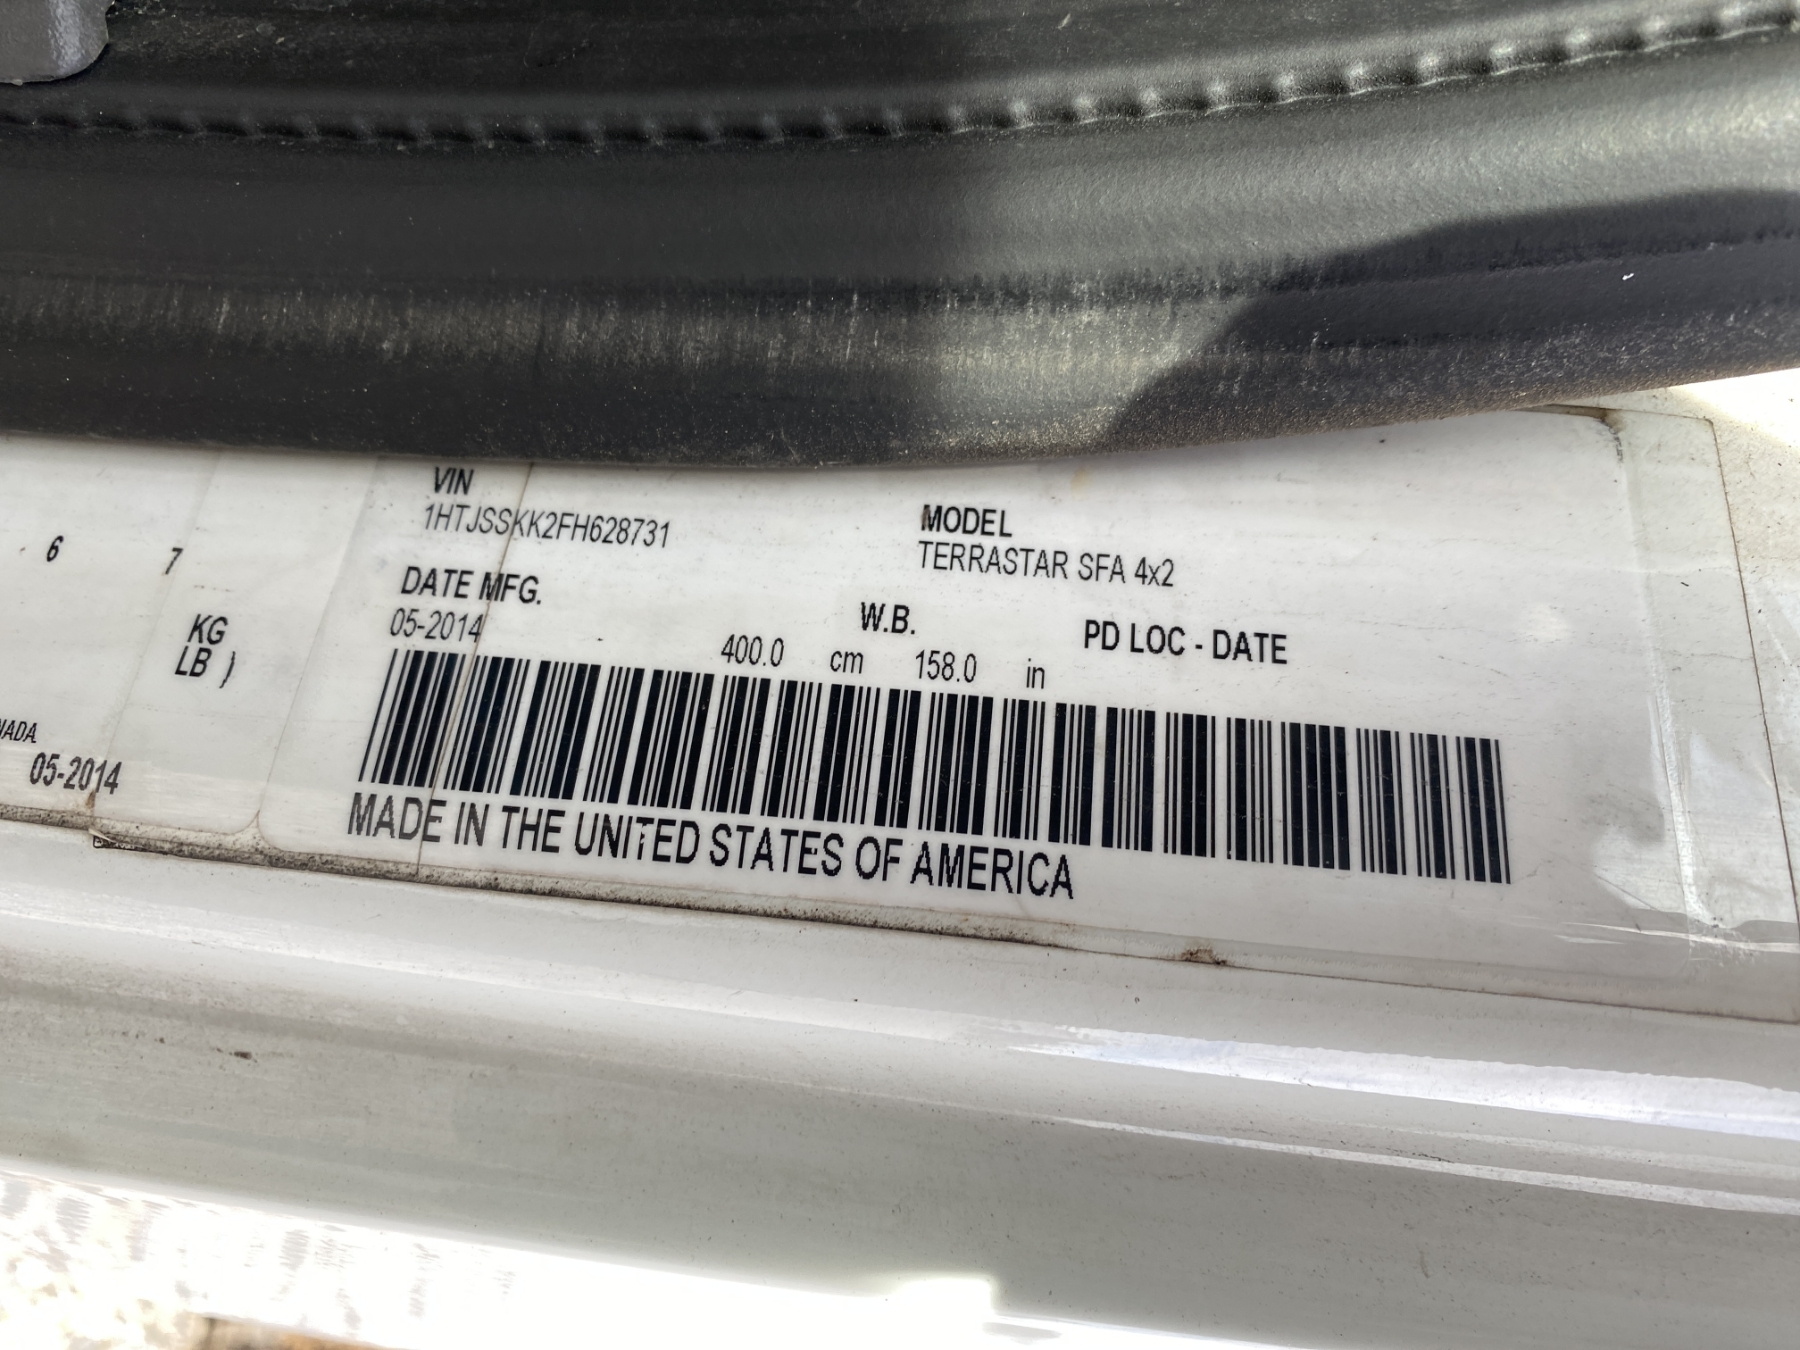 6 7
KG
LB )
05-2014
VIN
1HTJSSKK2FH628731
MODEL
TERRASTAR SFA 4x2
DATE MFG.
05-2014
W.B.
400.0 cm 158.0 in
PD LOC - DATE
MADE IN THE UNITED STATES OF AMERICA